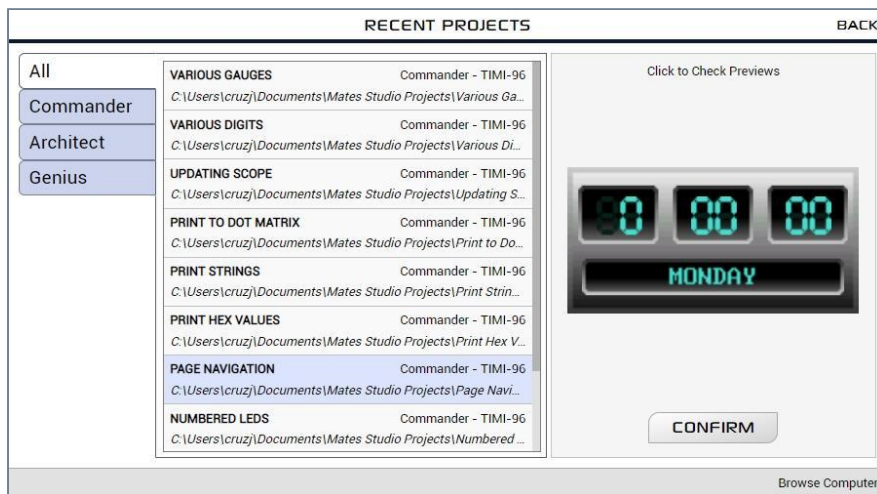 RECENT PROJECTS
BACK
All
Commander
Architect
Genius
VARIOUS GAUGES Commander - TIMI-96
C:\Users\cruzj\Documents\Mates Studio Projects\Various Ga...
VARIOUS DIGITS Commander - TIMI-96
C:\Users\cruzj\Documents\Mates Studio Projects\Various Di...
UPDATING SCOPE Commander - TIMI-96
C:\Users\cruzj\Documents\Mates Studio Projects\Updating S...
PRINT TO DOT MATRIX Commander - TIMI-96
C:\Users\cruzj\Documents\Mates Studio Projects\Print to Do...
PRINT STRINGS Commander - TIMI-96
C:\Users\cruzj\Documents\Mates Studio Projects\Print Strin...
PRINT HEX VALUES Commander - TIMI-96
C:\Users\cruzj\Documents\Mates Studio Projects\Print Hex V...
PAGE NAVIGATION Commander - TIMI-96
C:\Users\cruzj\Documents\Mates Studio Projects\Page Navi...
NUMBERED LEDS Commander - TIMI-96
C:\Users\cruzj\Documents\Mates Studio Projects\Numbered ...
Click to Check Previews
0 00 00
MONDAY
CONFIRM
Browse Computer